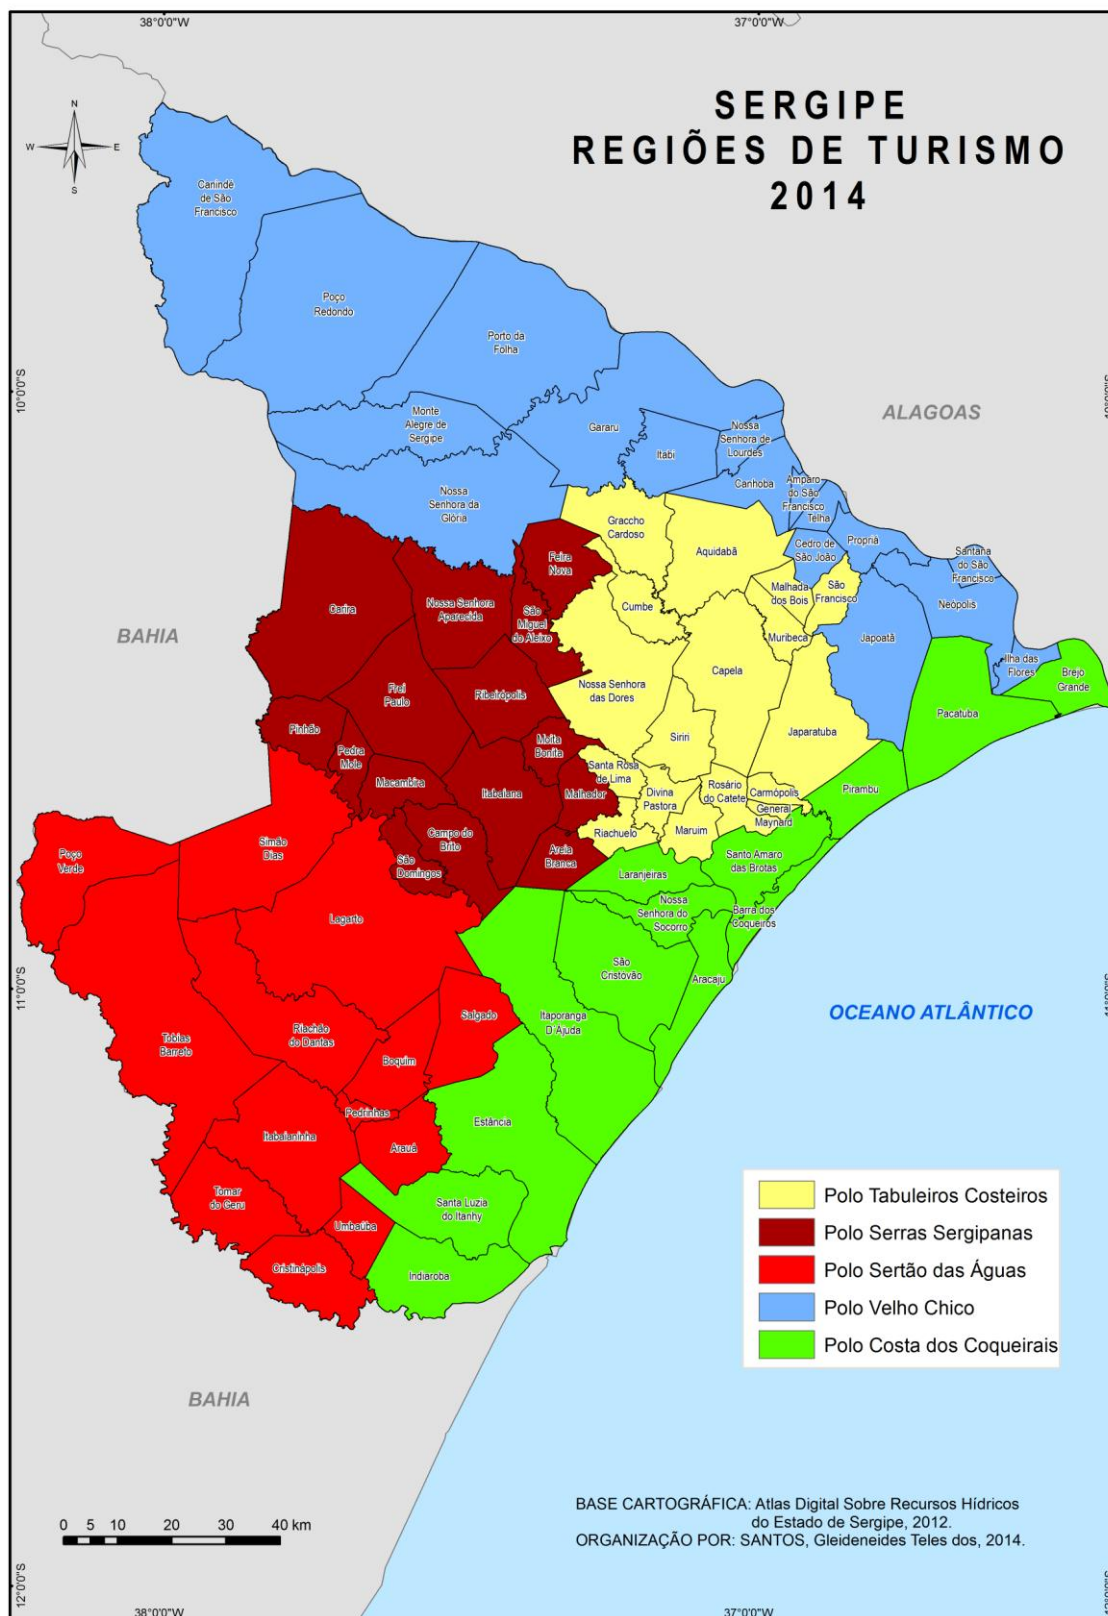 38°0'0"W
37°0'0"W
SERGIPE
REGIÕES DE TURISMO
2014
N
W
E
S
Canindé
de São
Francisco
Poço
Redondo
Porto da
Folha
10°0'0"S
10°0'0"S
ALAGOAS
Monte
Alegre de
Sergipe
Gararu
Itabi
Nossa
Senhora de
Lourdes
Canhoba
Amparo
do São
Francisco
Telha
Nossa
Senhora da
Glória
Graccho
Cardoso
Aquidabã
Cedro de
São João
Propriá
Santana
do São
Francisco
Feira
Nova
Malhada
dos Bois
São
Francisco
Neópolis
Carira
Nossa Senhora
Aparecida
São
Miguel
do Aleixo
Cumbe
Muribeca
Japoatã
BAHIA
Capela
Ilha das
Flores
Brejo
Grande
Frei
Paulo
Ribeirópolis
Nossa Senhora
das Dores
Pacatuba
Pinhão
Pedra
Mole
Moita
Bonita
Siriri
Japaratuba
Macambira
Itabaiana
Malhador
Santa Rosa
de Lima
Divina
Pastora
Rosário
do Catete
Carmópolis
General
Maynard
Pirambu
Campo do
Brito
São
Domingos
Areia
Branca
Riachuelo
Maruim
Poço
Verde
Simão
Dias
Laranjeiras
Santo Amaro
das Brotas
Lagarto
Nossa
Senhora do
Socorro
Barra dos
Coqueiros
São
Cristovão
Aracaju
11°0'0"S
11°0'0"S
OCEANO ATLÂNTICO
Tobias
Barreto
Riachão
do Dantas
Salgado
Itaporanga
D'Ajuda
Boquim
Pedrinhas
Estância
Itabaianinha
Arauá
Tomar
do Geru
Santa Luzia
do Itanhy
Umbaúba
Cristinápolis
Indiaroba
Polo Tabuleiros Costeiros
Polo Serras Sergipanas
Polo Sertão das Águas
Polo Velho Chico
Polo Costa dos Coqueirais
BAHIA
BASE CARTOGRÁFICA: Atlas Digital Sobre Recursos Hídricos
do Estado de Sergipe, 2012.
ORGANIZAÇÃO POR: SANTOS, Gleideneides Teles dos, 2014.
0 5 10 20 30 40 km
12°0'0"S
12°0'0"S
38°0'0"W
37°0'0"W